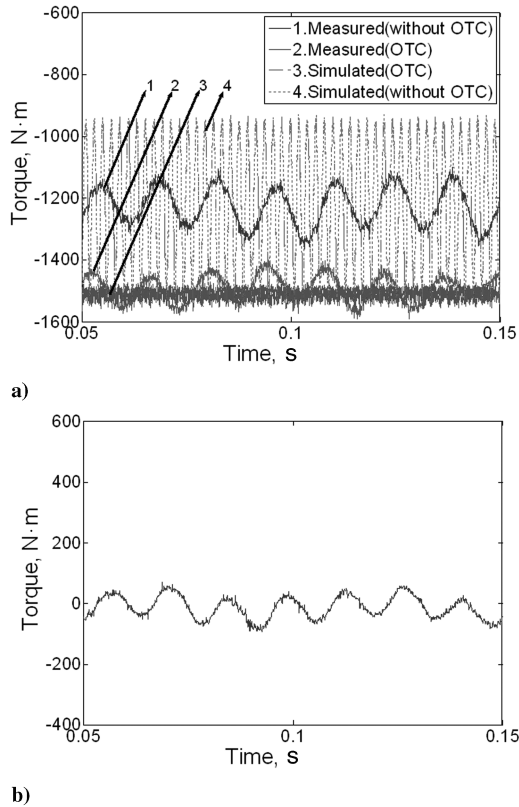 -600
1.Measured(without OTC)
2.Measured(OTC)
3.Simulated(OTC)
4.Simulated(without OTC)
-800
1 2 3 4
-1000
-1200
-1400
-1600
Torque, N·m
0.05 0.1 0.15
Time, s
a)
600
400
200
0
-200
-400
Torque, N·m
0.05 0.1 0.15
Time, s
b)